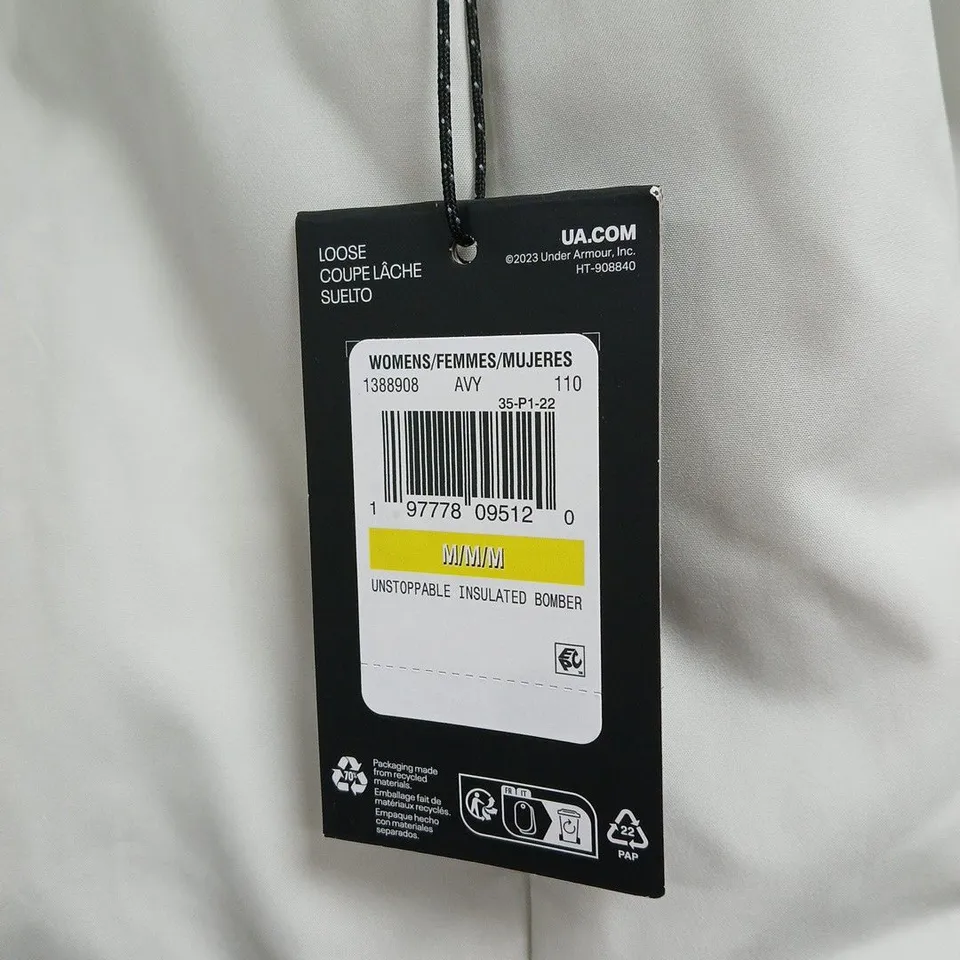 LOOSE
COUPE LÂCHE
SUELTO
UA.COM
©2023 Under Armour, Inc.
HT-908840
WOMENS/FEMMES/MUJERES
1388908 AVY 110
35-P1-22
1 97778 09512 0
M/M/M
UNSTOPPABLE INSULATED BOMBER
EPC
70%
Packaging made
from recycled
materials.
Emballage fait de
matériaux recyclés.
Empaque hecho
con materiales
separados.
FR IT
22
PAP